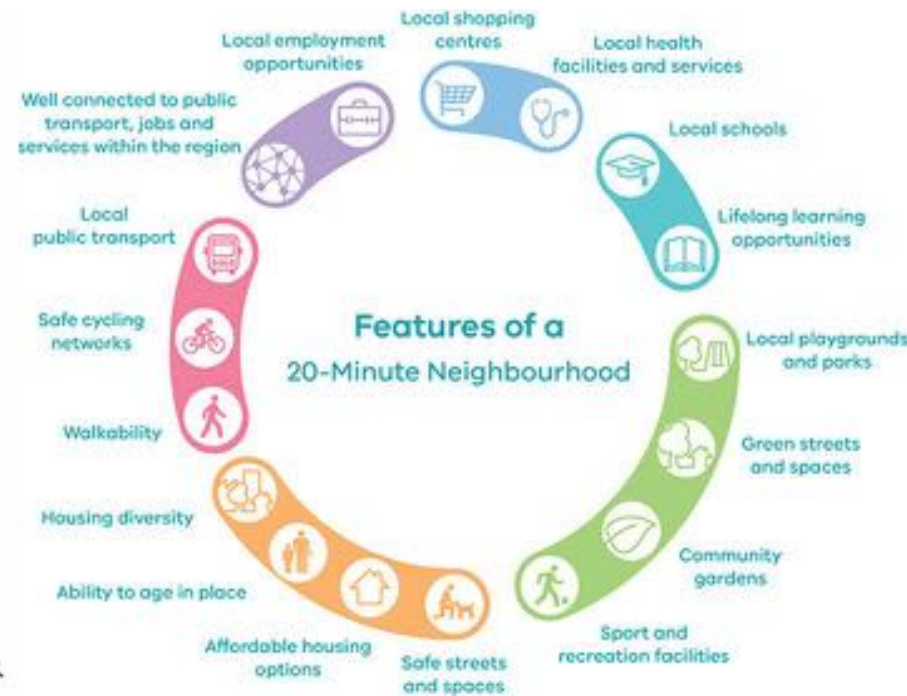 Local shopping
centres
Local health
facilities and services
Local schools
Lifelong learning
opportunities
Local playgrounds
and parks
Green streets
and spaces
Community
gardens
Sport and
recreation facilities
Safe streets
and spaces
Affordable housing
options
Ability to age in place
Housing diversity
Walkability
Safe cycling
networks
Local
public transport
Well connected to public
transport, jobs and
services within the region
Local employment
opportunities
Features of a
20-Minute Neighbourhood